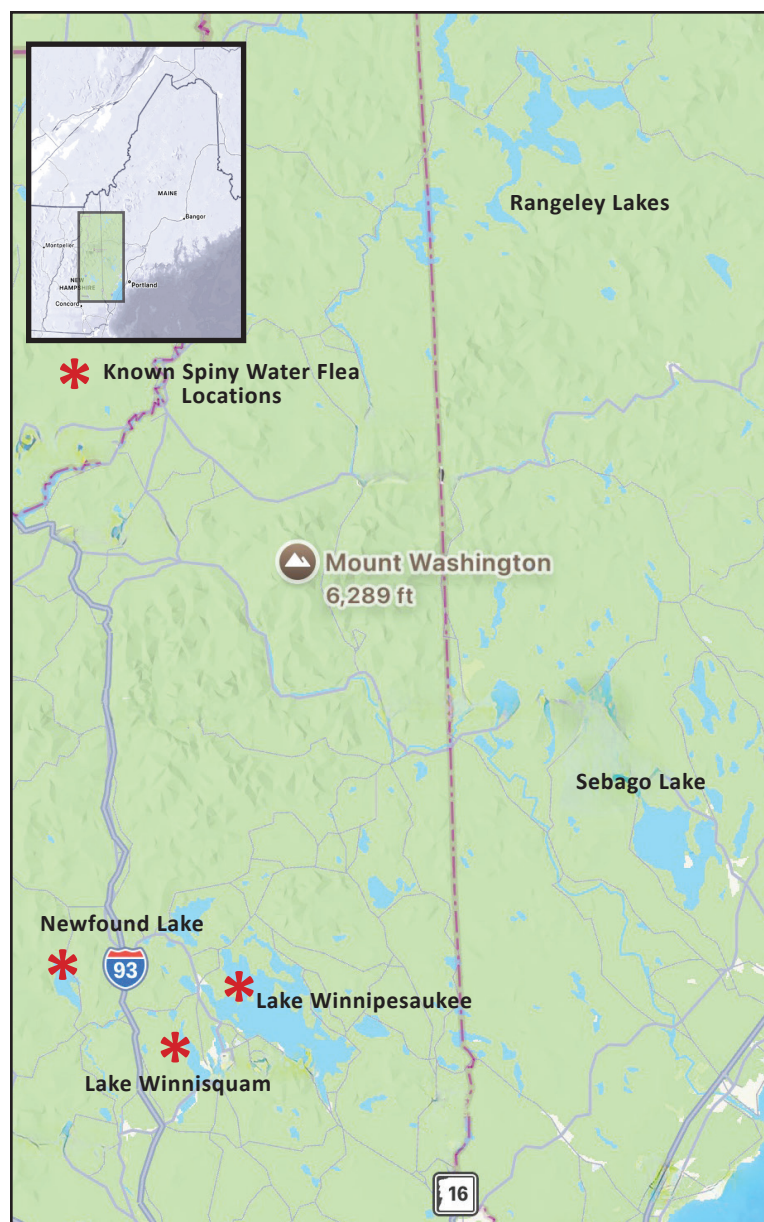 Rangeley Lakes
MAINE
Bangor
Montpelier
NEW
HAMPSHIRE
Portland
Concord
Known Spiny Water Flea
Locations
Mount Washington
6,289 ft
Sebago Lake
Newfound Lake
93
Lake Winnipesaukee
Lake Winnisquam
16